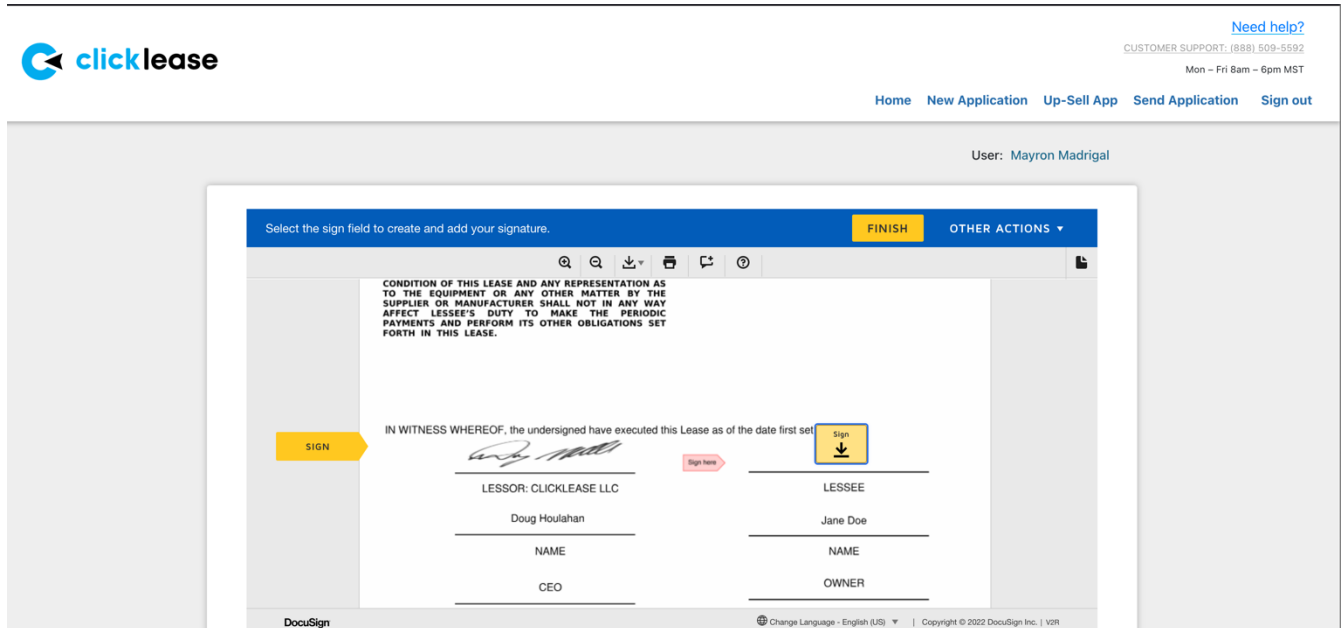 Need help?
clicklease
CUSTOMER SUPPORT: (888) 509-5592
Mon – Fri 8am – 6pm MST
Home New Application Up-Sell App Send Application Sign out
User: Mayron Madrigal
Select the sign field to create and add your signature. FINISH OTHER ACTIONS
CONDITION OF THIS LEASE AND ANY REPRESENTATION AS
TO THE EQUIPMENT OR ANY OTHER MATTER BY THE
SUPPLIER OR MANUFACTURER SHALL NOT IN ANY WAY
AFFECT LESSEE'S DUTY TO MAKE THE PERIODIC
PAYMENTS AND PERFORM ITS OTHER OBLIGATIONS SET
FORTH IN THIS LEASE.
IN WITNESS WHEREOF, the undersigned have executed this Lease as of the date first set
SIGN
Sign
Sign here
LESSOR: CLICKLEASE LLC LESSEE
Doug Houlahan Jane Doe
NAME NAME
CEO OWNER
DocuSign Change Language - English (US) | Copyright © 2022 DocuSign Inc. | V2R